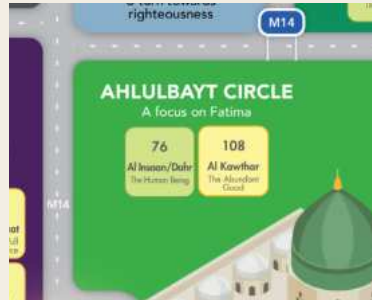 righteousness
M14
AHLULBAYT CIRCLE
A focus on Fatima
76
108
Al Insaan/Dahr
Al Kawthar
The Human Being
The Abundant
Good
M14